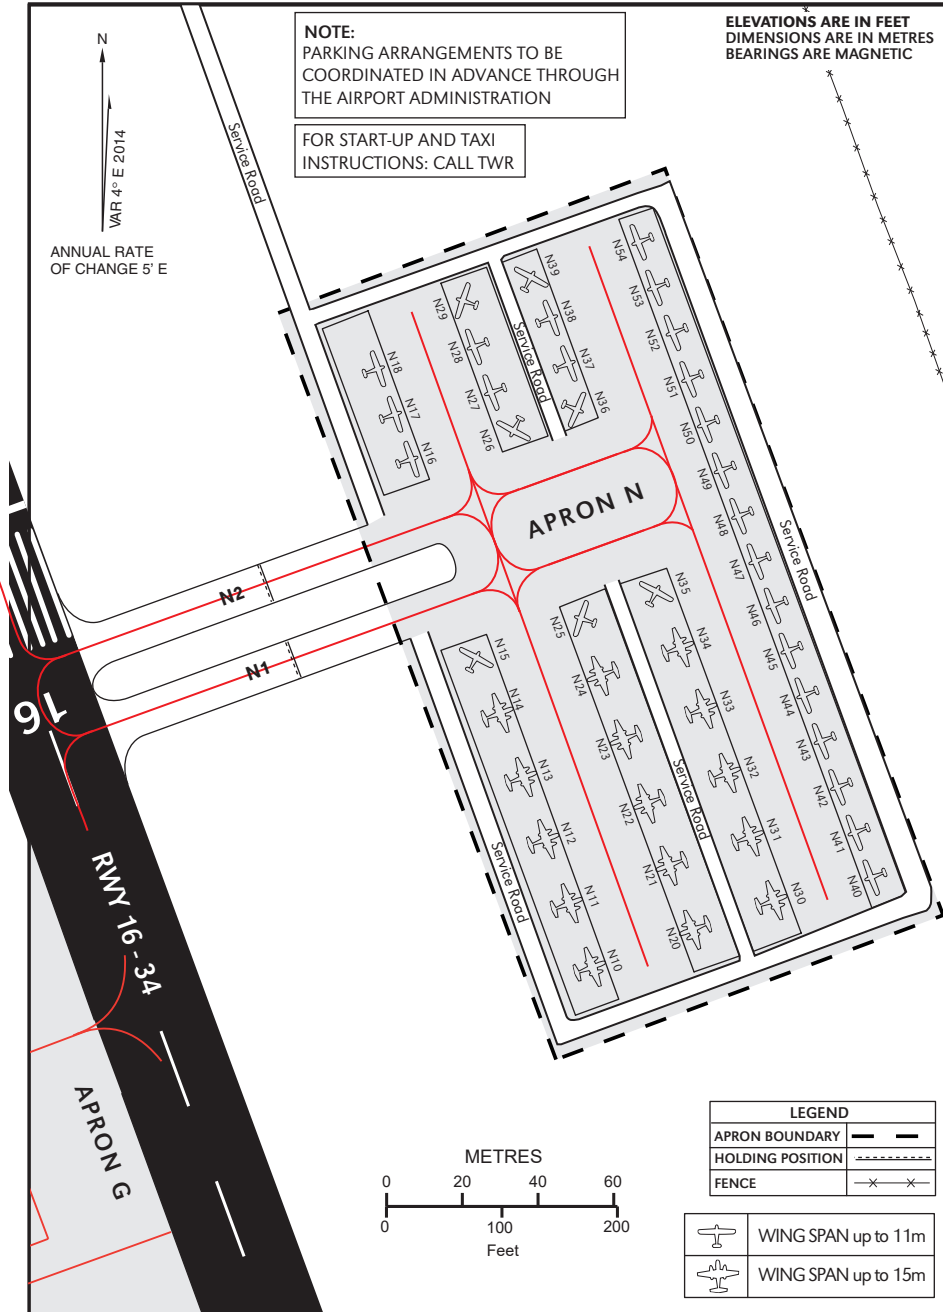 NOTE:
PARKING ARRANGEMENTS TO BE
COORDINATED IN ADVANCE THROUGH
THE AIRPORT ADMINISTRATION
FOR START-UP AND TAXI
INSTRUCTIONS: CALL TWR
ELEVATIONS ARE IN FEET
DIMENSIONS ARE IN METRES
BEARINGS ARE MAGNETIC
N
VAR 4° E 2014
ANNUAL RATE
OF CHANGE 5' E
Service Road
N18
N17
N16
N29
N28
N27
N26
Service Road
N39
N38
N37
N36
N54
N53
N52
N51
N50
N49
N48
N47
N46
N45
N44
N43
N42
N41
N40
Service Road
APRON N
N2
N1
N15
N14
N13
N12
N11
N10
Service Road
N25
N24
N23
N22
N21
N20
Service Road
N35
N34
N33
N32
N31
N30
16
RWY 16 - 34
APRON G
METRES
0 20 40 60
0 100 200
Feet
LEGEND
APRON BOUNDARY
HOLDING POSITION
FENCE
WING SPAN up to 11m
WING SPAN up to 15m